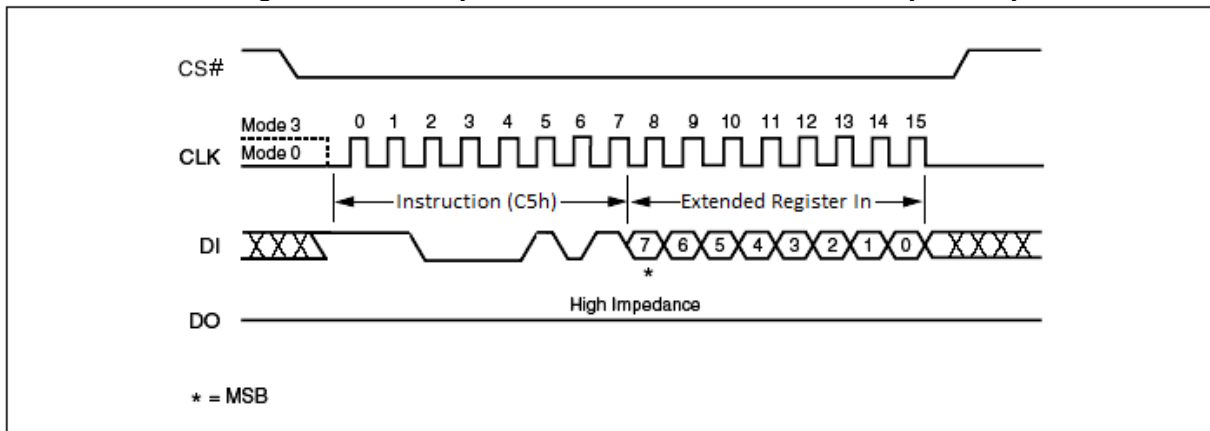 CS#
Mode 3
0 1 2 3 4 5 6 7 8 9 10 11 12 13 14 15
CLK
Mode 0
Instruction (C5h)
Extended Register In
DI
7 6 5 4 3 2 1 0
*
High Impedance
DO
* = MSB